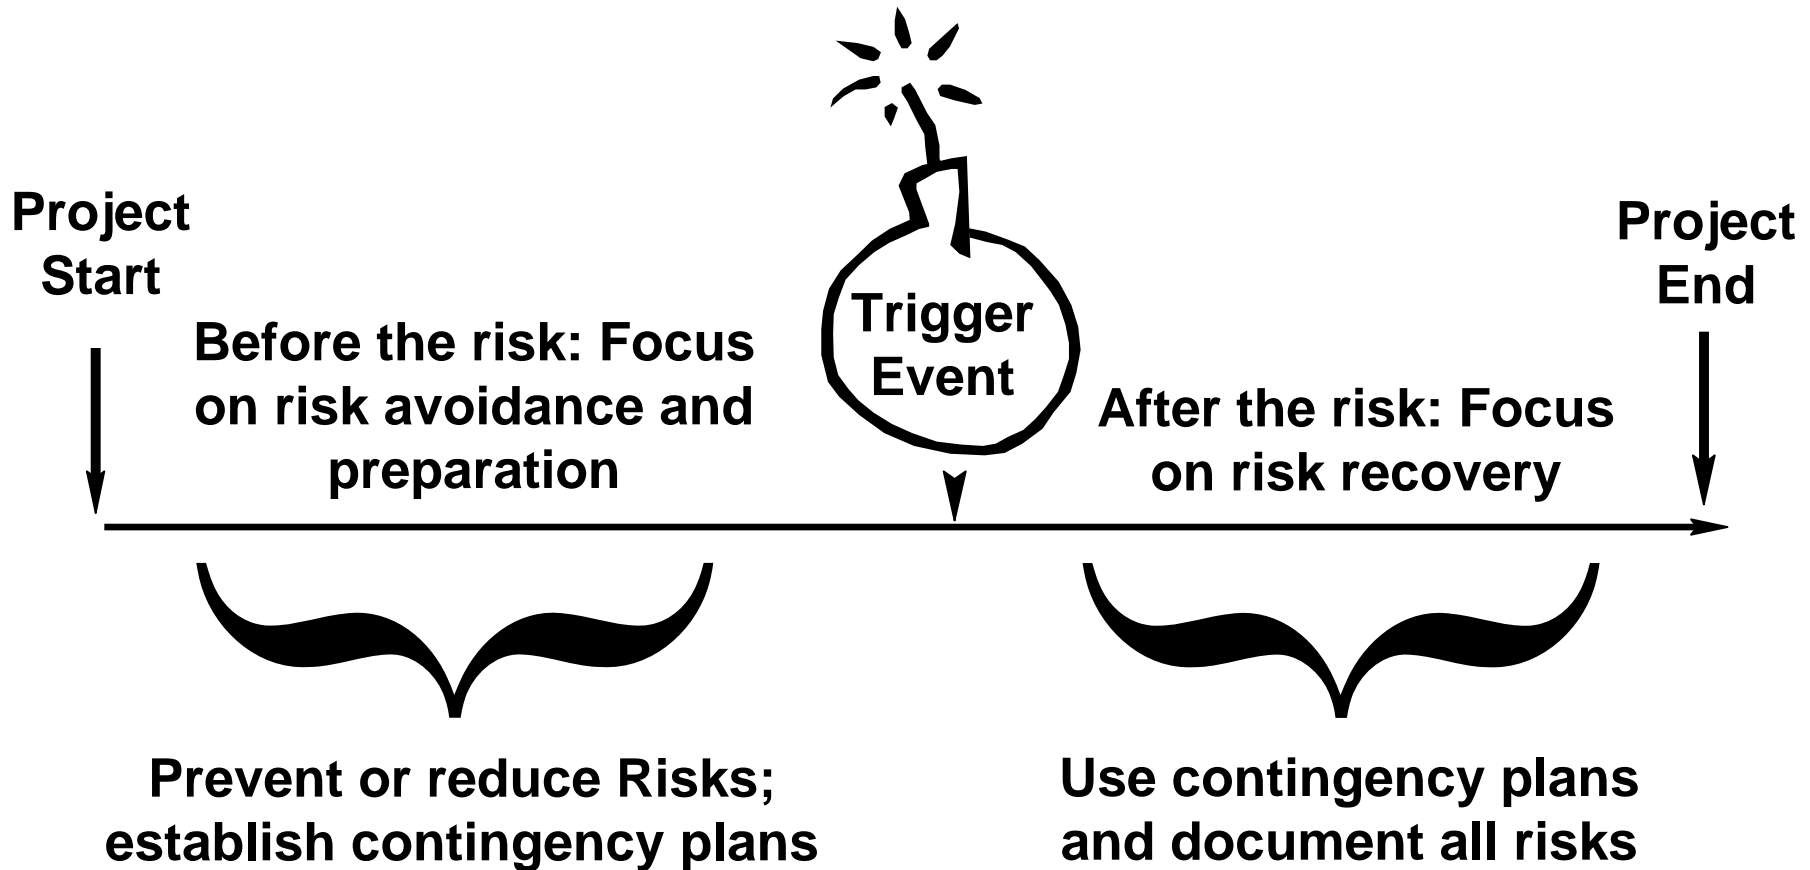 Project
Start
Before the risk: Focus
on risk avoidance and
preparation
Trigger
Event
After the risk: Focus
on risk recovery
Project
End
Prevent or reduce Risks;
establish contingency plans
Use contingency plans
and document all risks